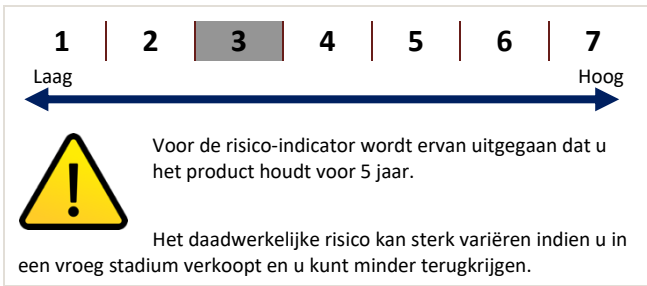 1 2 3 4 5 6 7
Laag Hoog
Voor de risico-indicator wordt ervan uitgegaan dat u
het product houdt voor 5 jaar.
Het daadwerkelijke risico kan sterk variëren indien u in
een vroeg stadium verkoopt en u kunt minder terugkrijgen.